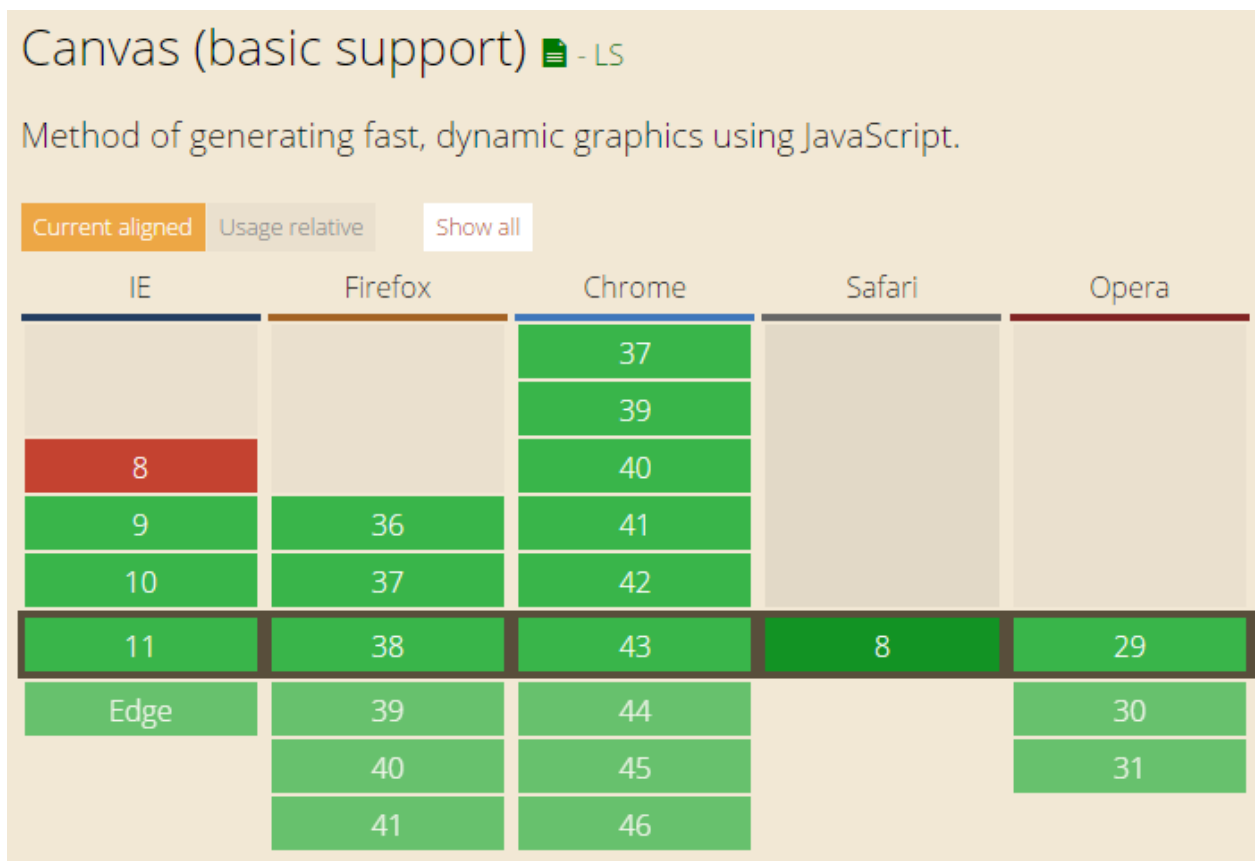 Canvas (basic support) - LS
Method of generating fast, dynamic graphics using JavaScript.
Current aligned Usage relative Show all
IE Firefox Chrome Safari Opera
37
39
8 40
9 36 41
10 37 42
11 38 43 8 29
Edge 39 44 30
40 45 31
41 46